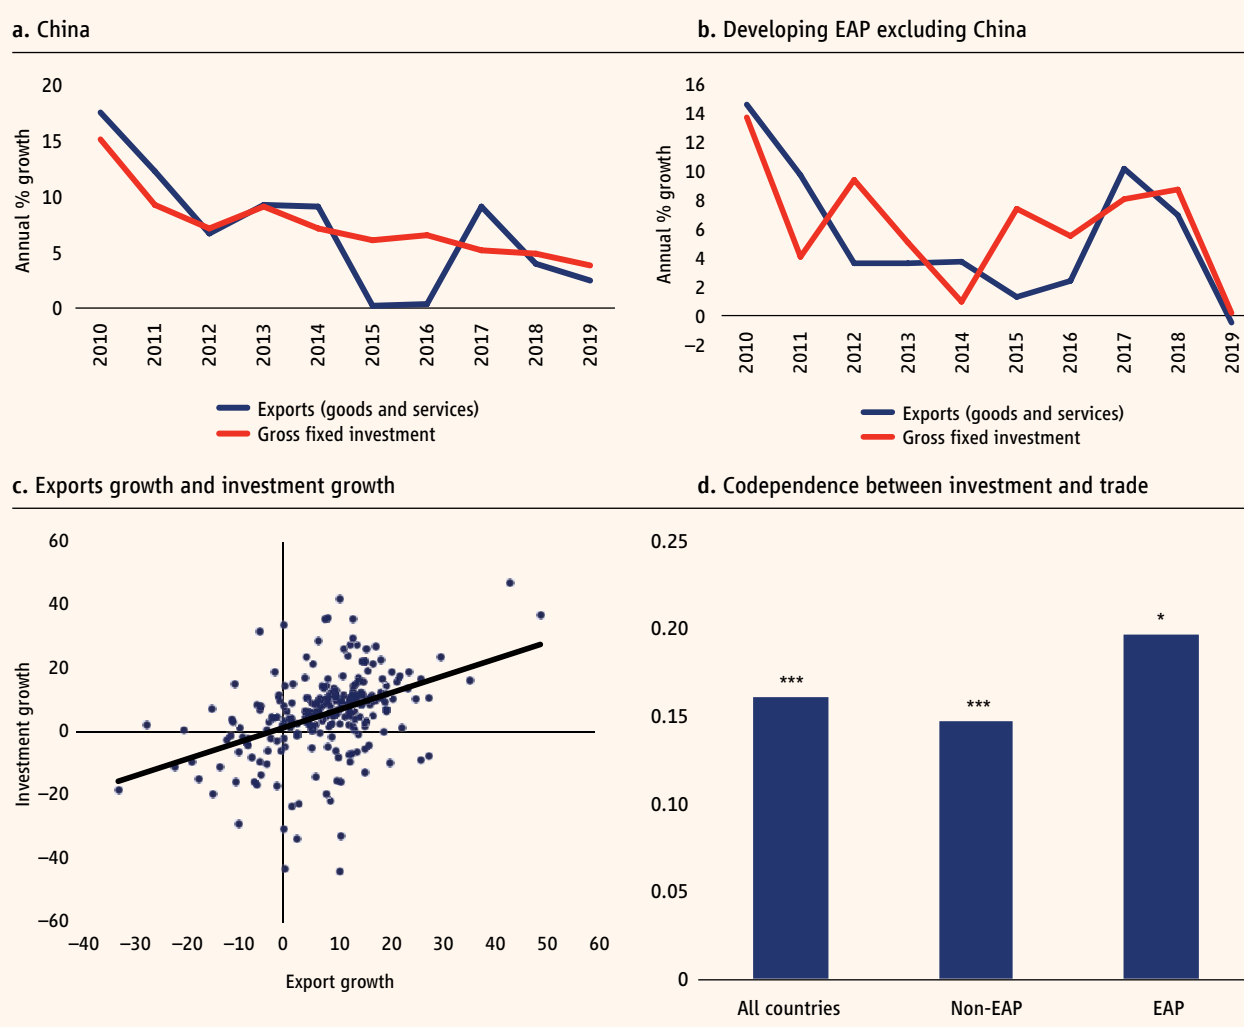 a. China
20
15
10
5
0
Annual % growth
2010 2011 2012 2013 2014 2015 2016 2017 2018 2019
Exports (goods and services)
Gross fixed investment
b. Developing EAP excluding China
16
14
12
10
8
6
4
2
0
–2
Annual % growth
2010 2011 2012 2013 2014 2015 2016 2017 2018 2019
Exports (goods and services)
Gross fixed investment
c. Exports growth and investment growth
60
40
20
0
–20
–40
–60
Investment growth
–40 –30 –20 –10 0 10 20 30 40 50 60
Export growth
d. Codependence between investment and trade
0.25
0.20
0.15
0.10
0.05
0
***
***
*
All countries Non-EAP EAP